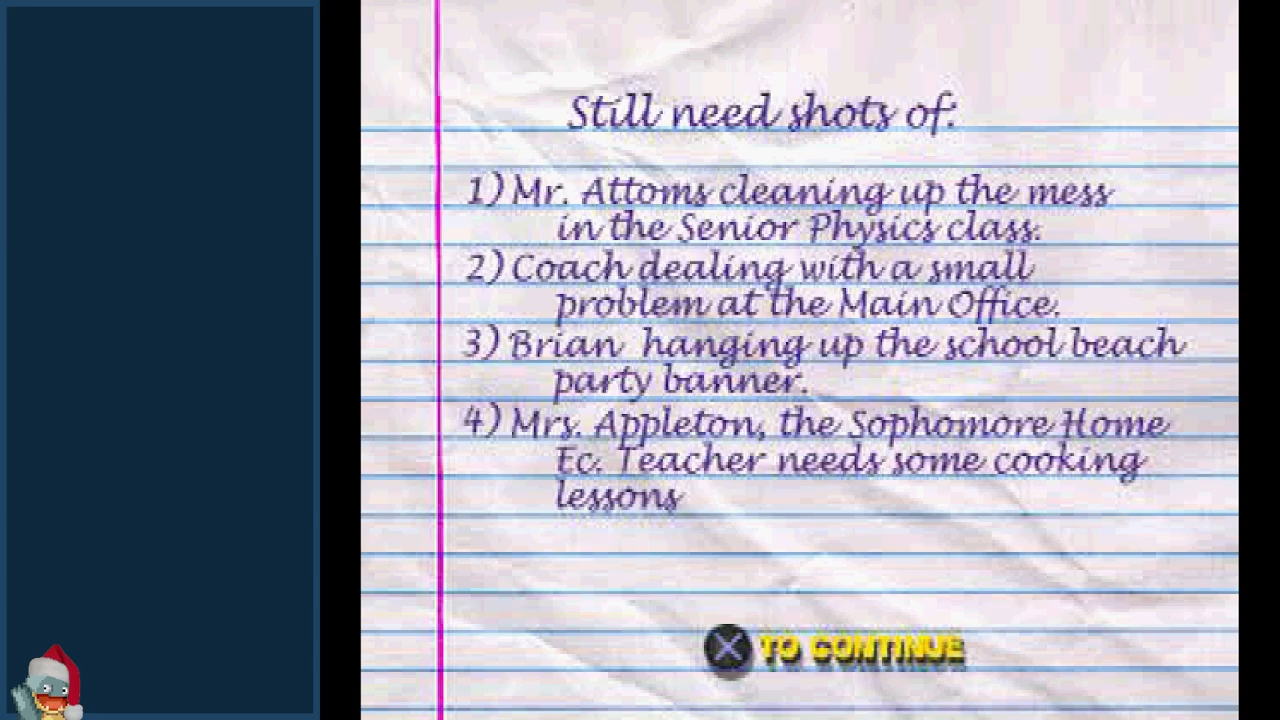 Still need shots of:
1) Mr. Attoms cleaning up the mess
in the Senior Physics class.
2) Coach dealing with a small
problem at the Main Office.
3) Brian hanging up the school beach
party banner.
4) Mrs. Appleton, the Sophomore Home
Ec. Teacher needs some cooking
lessons
TO CONTINUE